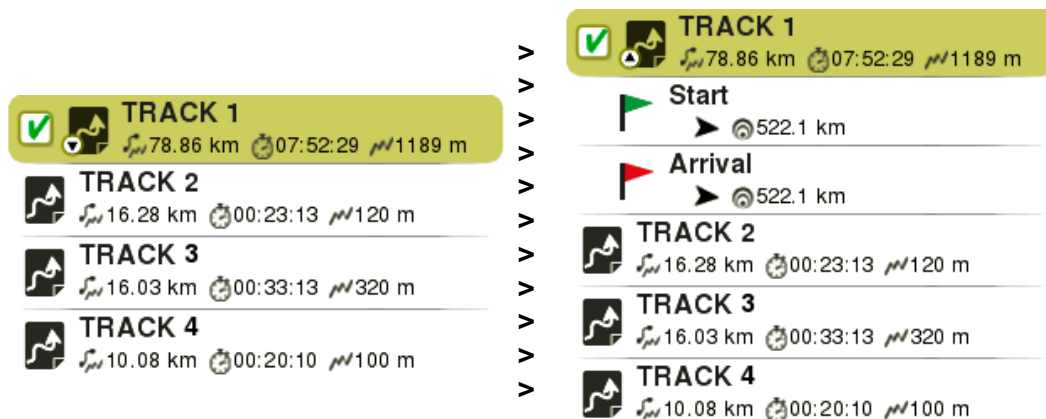 TRACK 1
78.86 km 07:52:29 1189 m
TRACK 2
16.28 km 00:23:13 120 m
TRACK 3
16.03 km 00:33:13 320 m
TRACK 4
10.08 km 00:20:10 100 m
>
>
>
>
>
>
>
>
>
>
>
TRACK 1
78.86 km 07:52:29 1189 m
Start
522.1 km
Arrival
522.1 km
TRACK 2
16.28 km 00:23:13 120 m
TRACK 3
16.03 km 00:33:13 320 m
TRACK 4
10.08 km 00:20:10 100 m